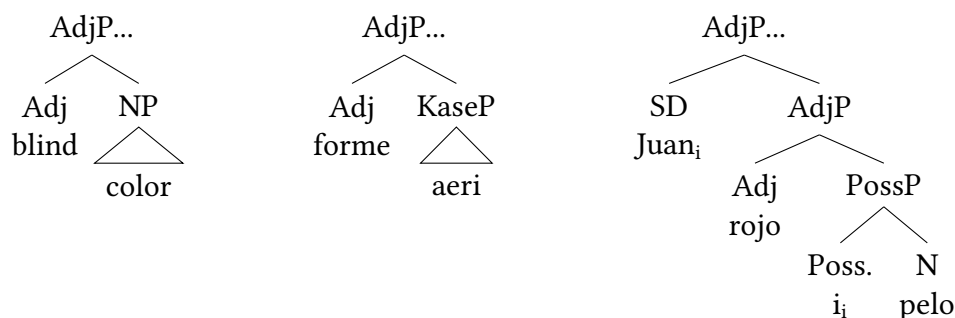 AdjP... AdjP... AdjP...
Adj NP Adj KaseP SD AdjP
blind forme Juanᵢ
color aeri Adj PossP
rojo
Poss. N
iᵢ pelo